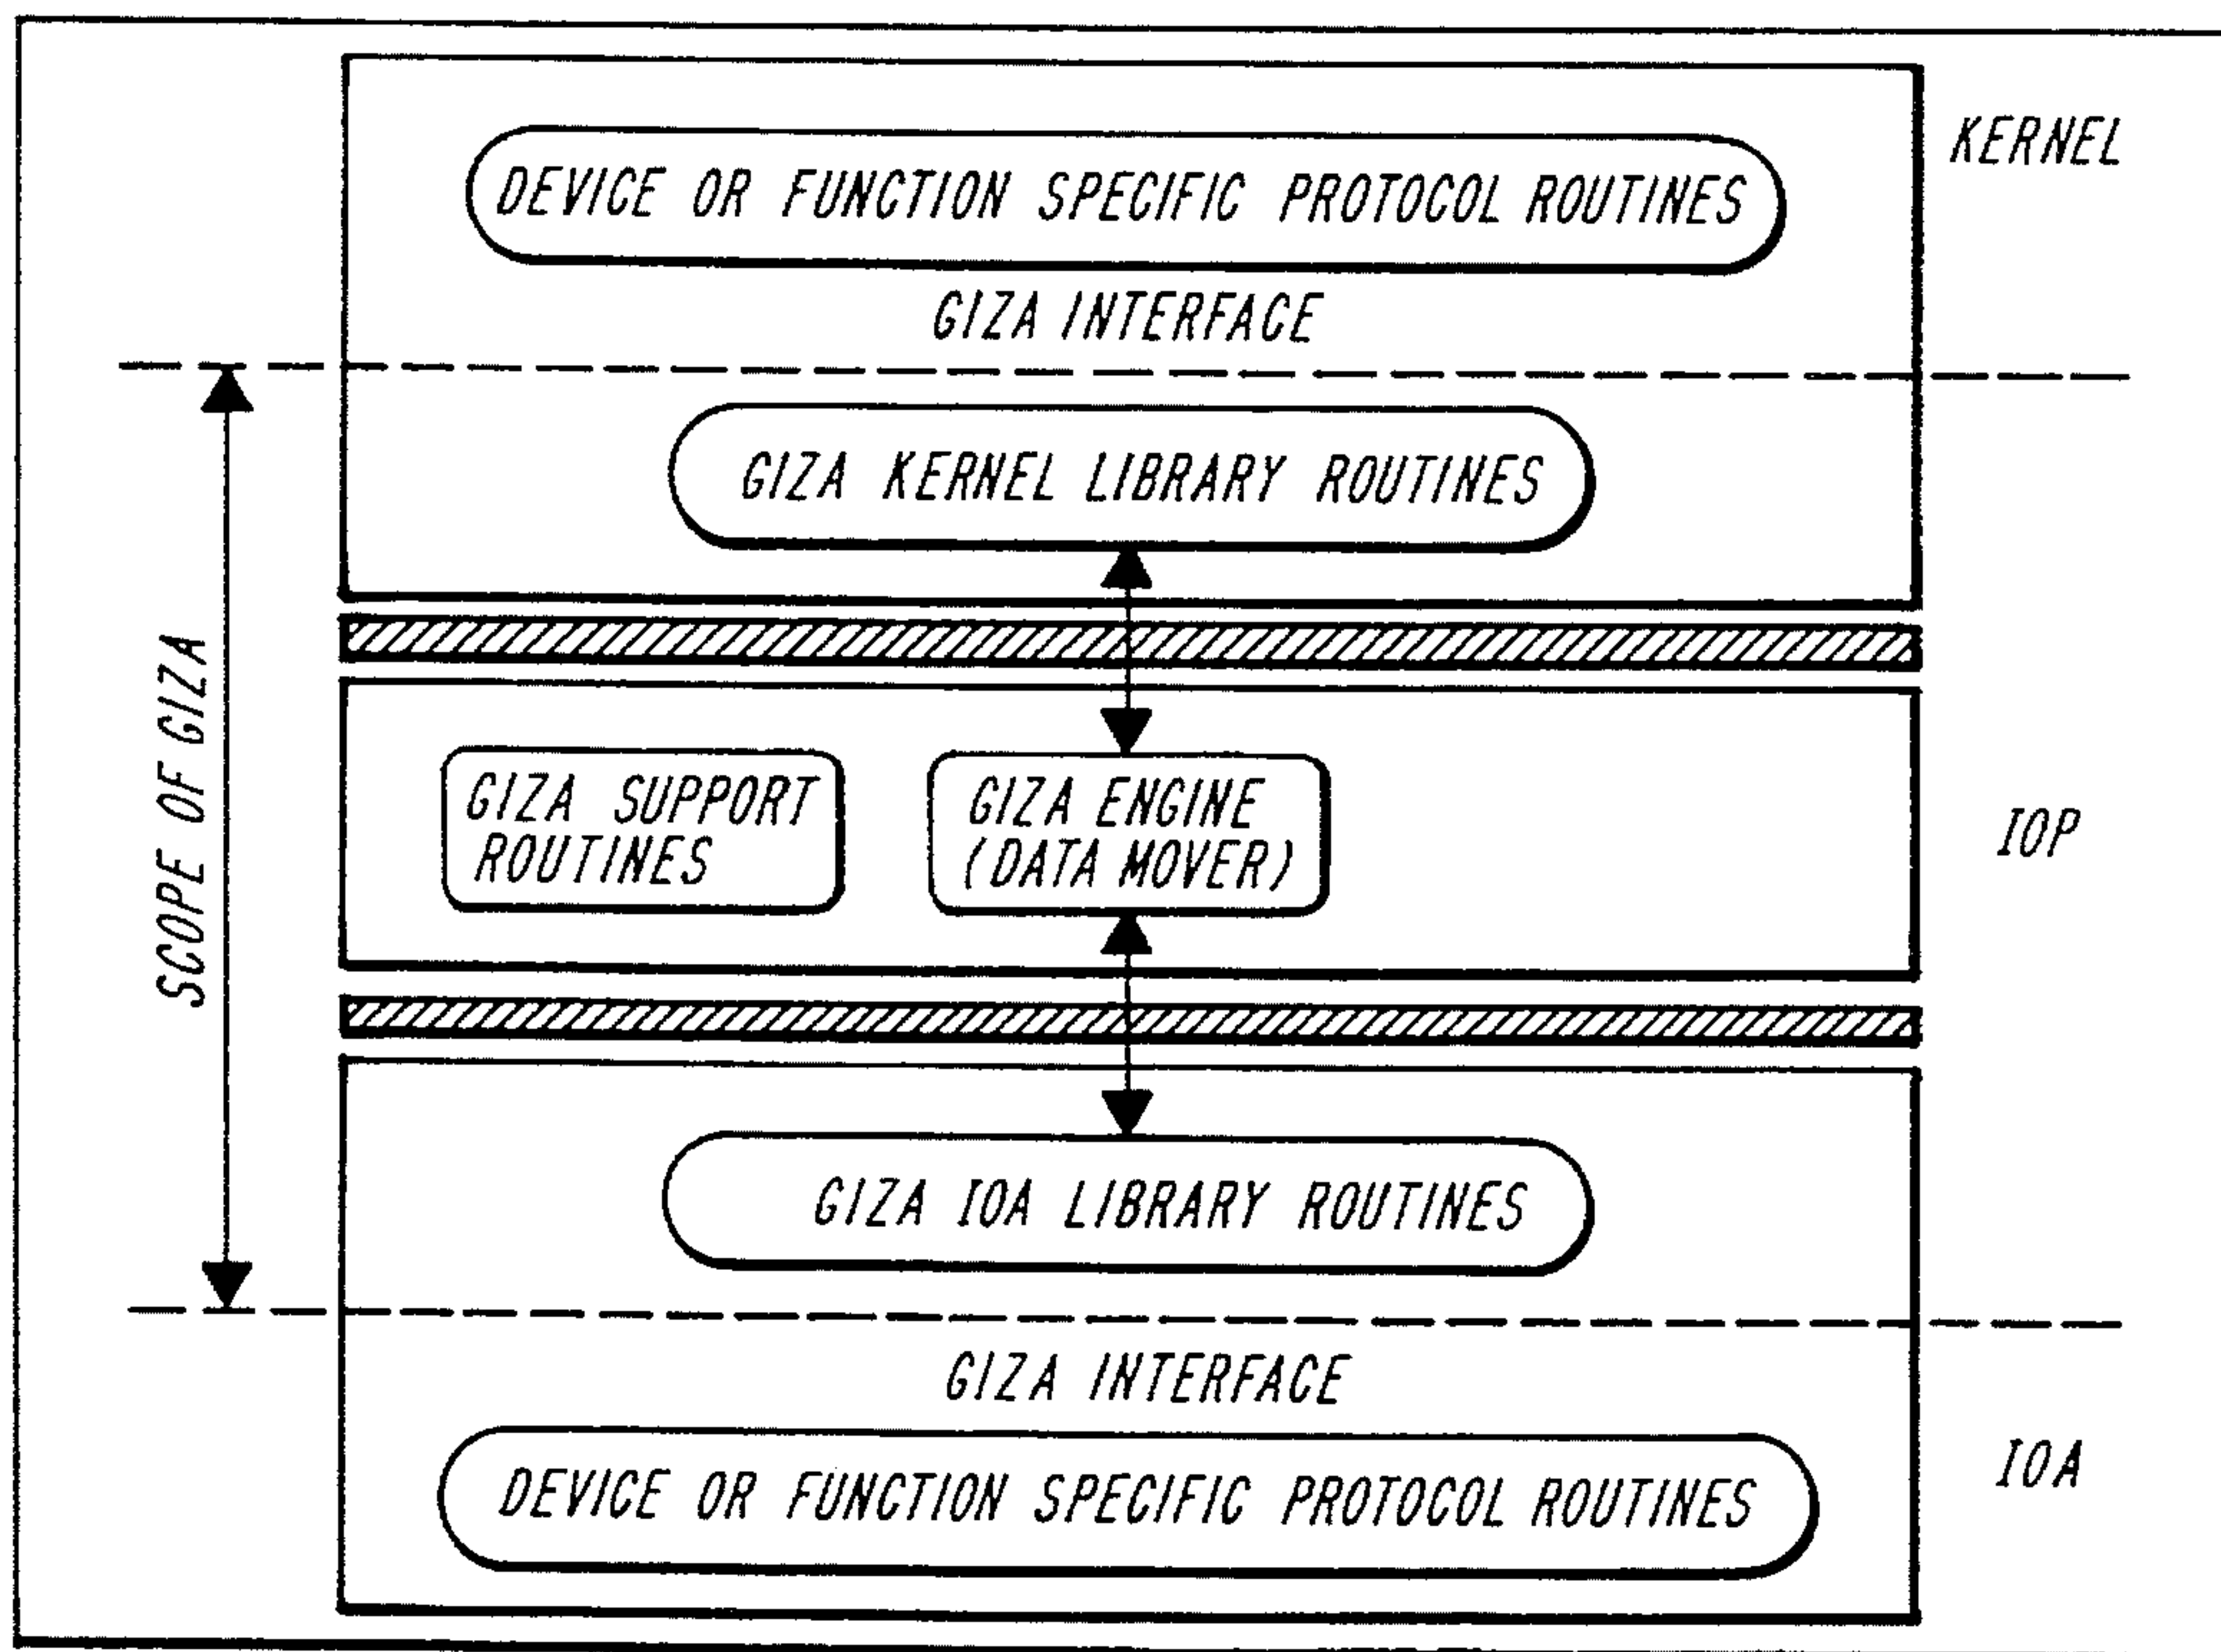 KERNEL
DEVICE OR FUNCTION SPECIFIC PROTOCOL ROUTINES
GIZA INTERFACE
GIZA KERNEL LIBRARY ROUTINES
SCOPE OF GIZA
GIZA SUPPORT
ROUTINES
GIZA ENGINE
(DATA MOVER)
IOP
GIZA IOA LIBRARY ROUTINES
GIZA INTERFACE
IOA
DEVICE OR FUNCTION SPECIFIC PROTOCOL ROUTINES